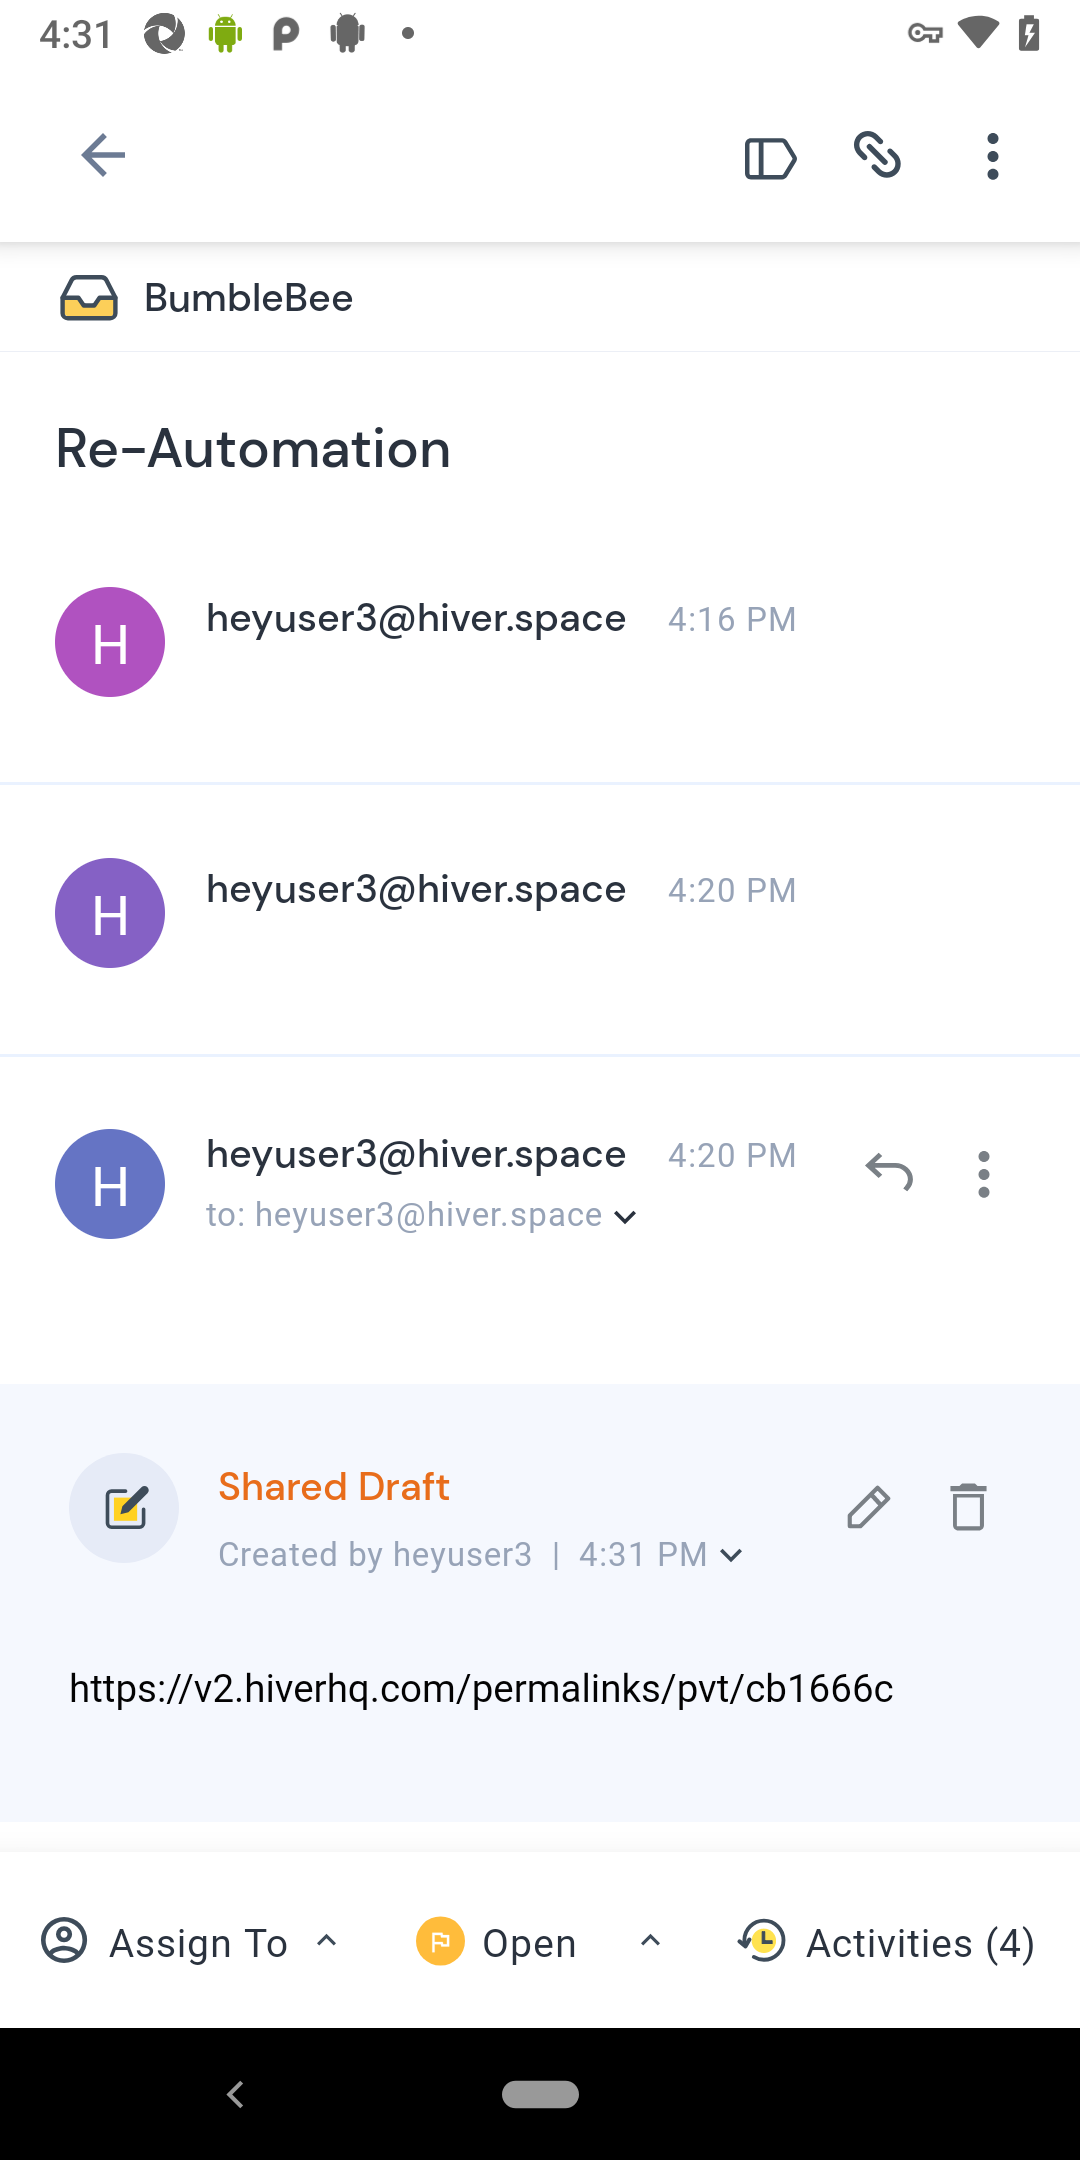 4:31
BumbleBee
Re-Automation
H
heyuser3@hiver.space 4:16 PM
H
heyuser3@hiver.space 4:20 PM
H
heyuser3@hiver.space 4:20 PM
to: heyuser3@hiver.space
Shared Draft
Created by heyuser3 | 4:31 PM
https://v2.hiverhq.com/permalinks/pvt/cb1666c
Assign To Open Activities (4)